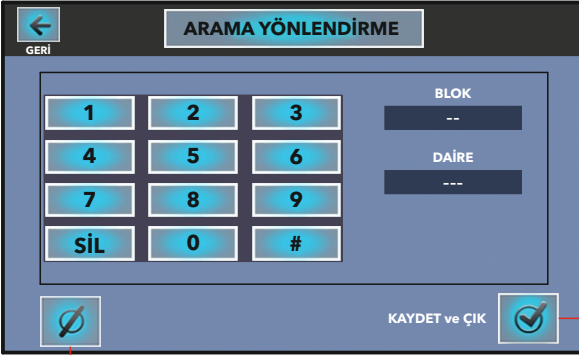 ARAMA YÖNLENDİRME
GERİ
BLOK
--
DAİRE
---
1 2 3
4 5 6
7 8 9
SİL 0 #
KAYDET ve ÇIK